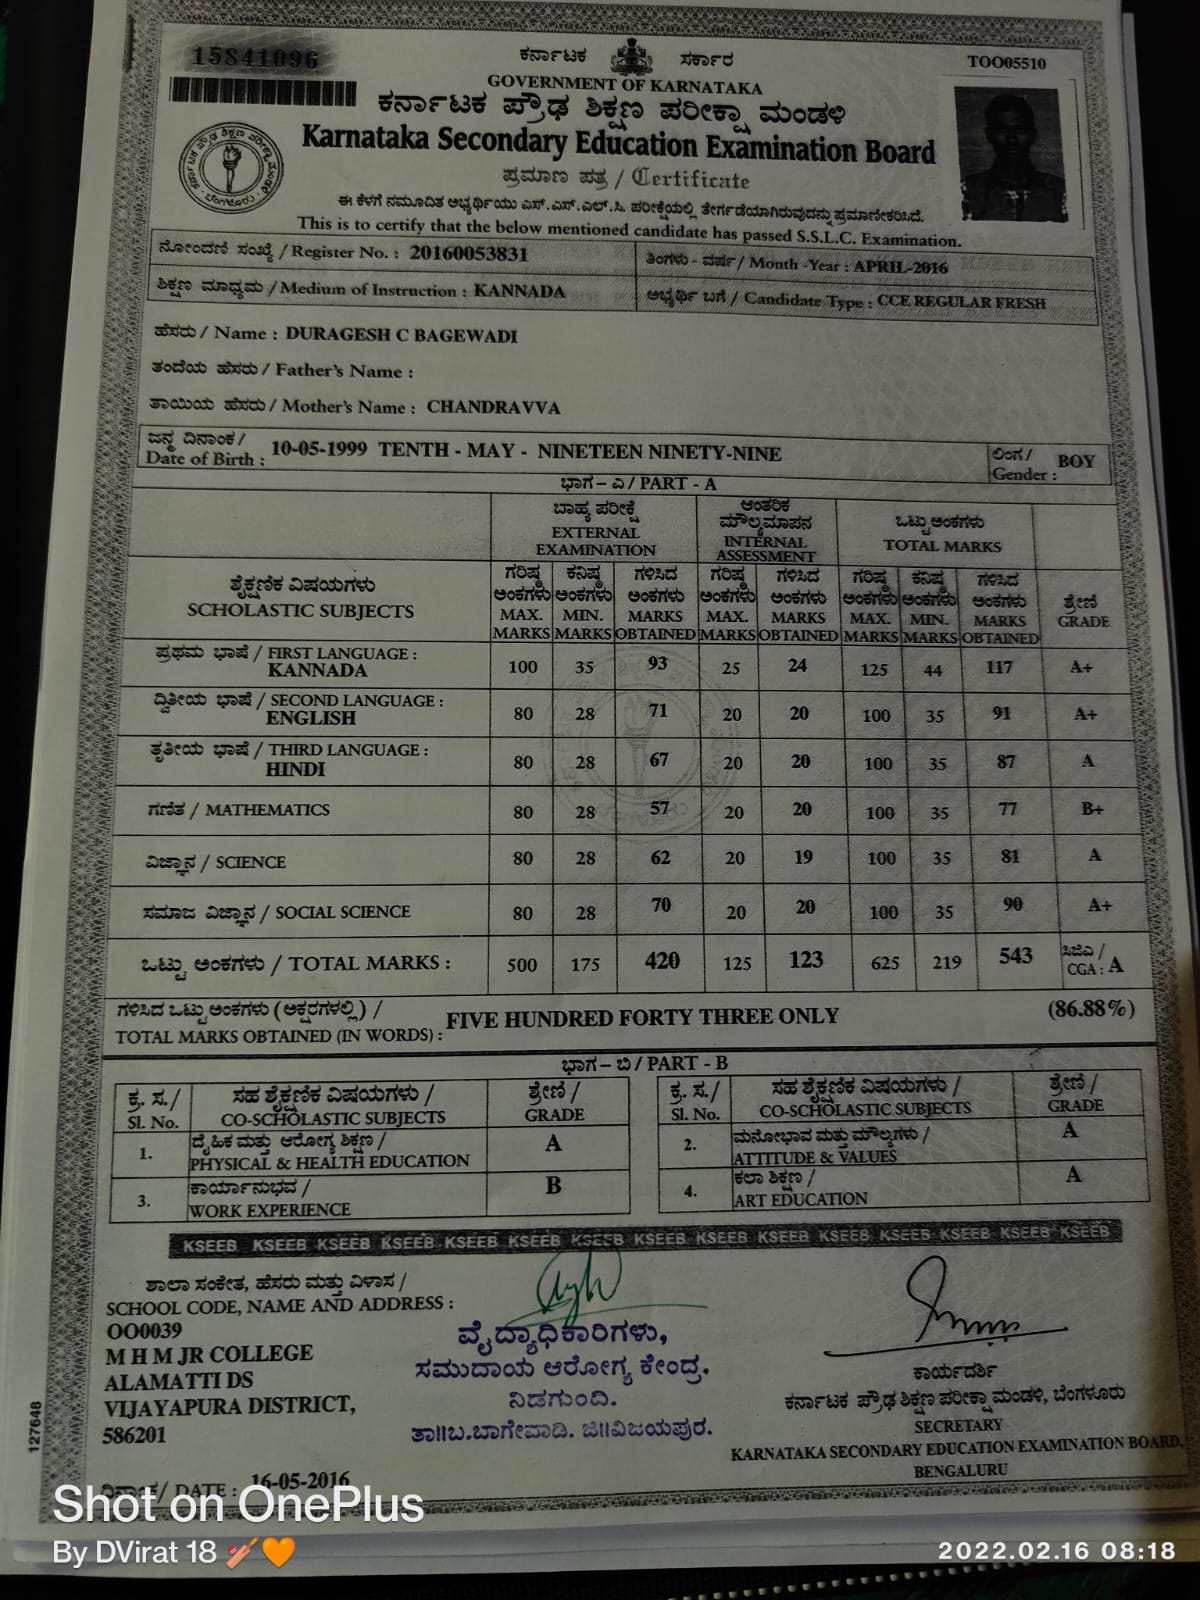 15841096
ಕರ್ನಾಟಕ ಸರ್ಕಾರ
TOO05510
GOVERNMENT OF KARNATAKA
ಕರ್ನಾಟಕ ಪ್ರೌಢ ಶಿಕ್ಷಣ ಪರೀಕ್ಷಾ ಮಂಡಳಿ
Karnataka Secondary Education Examination Board
ಪ್ರಮಾಣ ಪತ್ರ / Certificate
ಈ ಕೆಳಗೆ ನಮೂದಿತ ಅಭ್ಯರ್ಥಿಯು ಎಸ್.ಎಸ್.ಎಲ್.ಸಿ. ಪರೀಕ್ಷೆಯಲ್ಲಿ ತೇರ್ಗಡೆಯಾಗಿರುವುದನ್ನು ಪ್ರಮಾಣೀಕರಿಸಿದೆ.
This is to certify that the below mentioned candidate has passed S.S.L.C. Examination.
ನೋಂದಣಿ ಸಂಖ್ಯೆ / Register No. : 20160053831
ತಿಂಗಳು - ವರ್ಷ / Month -Year : APRIL-2016
ಶಿಕ್ಷಣ ಮಾಧ್ಯಮ / Medium of Instruction : KANNADA
ಅಭ್ಯರ್ಥಿ ಬಗೆ / Candidate Type : CCE REGULAR FRESH
ಹೆಸರು / Name : DURAGESH C BAGEWADI
ತಂದೆಯ ಹೆಸರು / Father's Name :
ತಾಯಿಯ ಹೆಸರು / Mother's Name : CHANDRAVVA
ಜನ್ಮ ದಿನಾಂಕ /
Date of Birth : 10-05-1999 TENTH - MAY - NINETEEN NINETY-NINE
ಲಿಂಗ /
Gender : BOY
ಭಾಗ – ಎ / PART - A
ಬಾಹ್ಯ ಪರೀಕ್ಷೆ
EXTERNAL
EXAMINATION
ಆಂತರಿಕ
ಮೌಲ್ಯಮಾಪನ
INTERNAL
ASSESSMENT
ಒಟ್ಟು ಅಂಕಗಳು
TOTAL MARKS
ಶೈಕ್ಷಣಿಕ ವಿಷಯಗಳು
SCHOLASTIC SUBJECTS
ಗರಿಷ್ಠ ಕನಿಷ್ಠ ಗಳಿಸಿದ ಗರಿಷ್ಠ ಗಳಿಸಿದ ಗರಿಷ್ಠ ಕನಿಷ್ಠ ಗಳಿಸಿದ
ಅಂಕಗಳು ಅಂಕಗಳು ಅಂಕಗಳು ಅಂಕಗಳು ಅಂಕಗಳು ಅಂಕಗಳು ಅಂಕಗಳು ಅಂಕಗಳು ಶ್ರೇಣಿ
MAX. MIN. MARKS MAX. MARKS MAX. MIN. MARKS GRADE
MARKS MARKS OBTAINED MARKS OBTAINED MARKS MARKS OBTAINED
ಪ್ರಥಮ ಭಾಷೆ / FIRST LANGUAGE :
KANNADA 100 35 93 25 24 125 44 117 A+
ದ್ವಿತೀಯ ಭಾಷೆ / SECOND LANGUAGE :
ENGLISH 80 28 71 20 20 100 35 91 A+
ತೃತೀಯ ಭಾಷೆ / THIRD LANGUAGE :
HINDI 80 28 67 20 20 100 35 87 A
ಗಣಿತ / MATHEMATICS 80 28 57 20 20 100 35 77 B+
ವಿಜ್ಞಾನ / SCIENCE 80 28 62 20 19 100 35 81 A
ಸಮಾಜ ವಿಜ್ಞಾನ / SOCIAL SCIENCE 80 28 70 20 20 100 35 90 A+
ಒಟ್ಟು ಅಂಕಗಳು / TOTAL MARKS : 500 175 420 125 123 625 219 543 ಸಿಜಿಎ / CGA : A
ಗಳಿಸಿದ ಒಟ್ಟು ಅಂಕಗಳು (ಅಕ್ಷರಗಳಲ್ಲಿ) /
TOTAL MARKS OBTAINED (IN WORDS) : FIVE HUNDRED FORTY THREE ONLY (86.88%)
ಭಾಗ – ಬಿ / PART - B
ಕ್ರ. ಸ. / ಸಹ ಶೈಕ್ಷಣಿಕ ವಿಷಯಗಳು / ಶ್ರೇಣಿ / ಕ್ರ. ಸ. / ಸಹ ಶೈಕ್ಷಣಿಕ ವಿಷಯಗಳು / ಶ್ರೇಣಿ /
Sl. No. CO-SCHOLASTIC SUBJECTS GRADE Sl. No. CO-SCHOLASTIC SUBJECTS GRADE
1. ದೈಹಿಕ ಮತ್ತು ಆರೋಗ್ಯ ಶಿಕ್ಷಣ / A 2. ಮನೋಭಾವ ಮತ್ತು ಮೌಲ್ಯಗಳು / A
PHYSICAL & HEALTH EDUCATION ATTITUDE & VALUES
3. ಕಾರ್ಯಾನುಭವ / B 4. ಕಲಾ ಶಿಕ್ಷಣ / A
WORK EXPERIENCE ART EDUCATION
KSEEB KSEEB KSEEB KSEEB KSEEB KSEEB KSEEB KSEEB KSEEB KSEEB KSEEB KSEEB KSEEB KSEEB KSEEB
ಶಾಲಾ ಸಂಕೇತ, ಹೆಸರು ಮತ್ತು ವಿಳಾಸ /
SCHOOL CODE, NAME AND ADDRESS :
OO0039
M H M JR COLLEGE
ALAMATTI DS
VIJAYAPURA DISTRICT,
586201
ವೈದ್ಯಾಧಿಕಾರಿಗಳು,
ಸಮುದಾಯ ಆರೋಗ್ಯ ಕೇಂದ್ರ.
ನಿಡಗುಂದಿ.
ತಾ॥ಬ.ಬಾಗೇವಾಡಿ. ಜಿ॥ವಿಜಯಪುರ.
ಕಾರ್ಯದರ್ಶಿ
ಕರ್ನಾಟಕ ಪ್ರೌಢ ಶಿಕ್ಷಣ ಪರೀಕ್ಷಾ ಮಂಡಳಿ, ಬೆಂಗಳೂರು
SECRETARY
KARNATAKA SECONDARY EDUCATION EXAMINATION BOARD,
BENGALURU
127648
ದಿನಾಂಕ / DATE : 16-05-2016
Shot on OnePlus
By DVirat 18 🏏🧡
2022.02.16 08:18